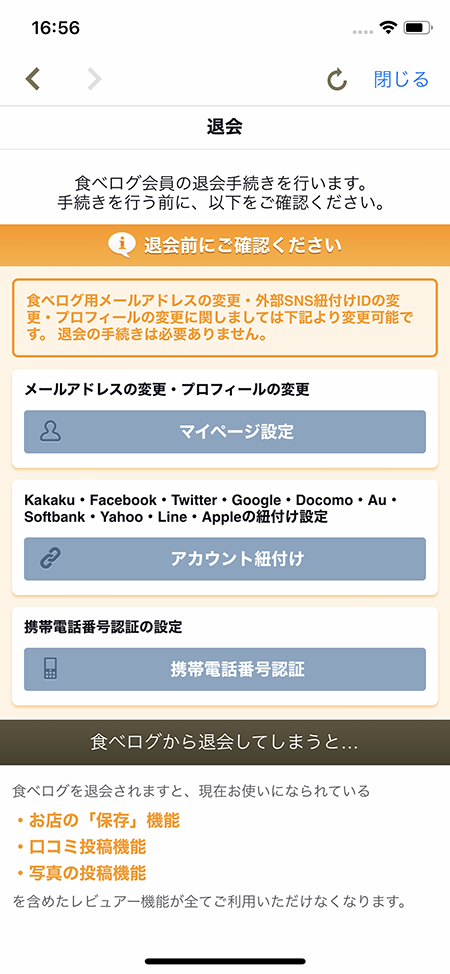 16:56
閉じる
退会
食べログ会員の退会手続きを行います。
手続きを行う前に、以下をご確認ください。
退会前にご確認ください
食べログ用メールアドレスの変更・外部SNS紐付けIDの変
更・プロフィールの変更に関しましては下記より変更可能で
す。 退会の手続きは必要ありません。
メールアドレスの変更・プロフィールの変更
マイページ設定
Kakaku・Facebook・Twitter・Google・Docomo・Au・
Softbank・Yahoo・Line・Appleの紐付け設定
アカウント紐付け
携帯電話番号認証の設定
携帯電話番号認証
食べログから退会してしまうと...
食べログを退会されますと、現在お使いになられている
・お店の「保存」機能
・口コミ投稿機能
・写真の投稿機能
を含めたレビュアー機能が全てご利用いただけなくなります。